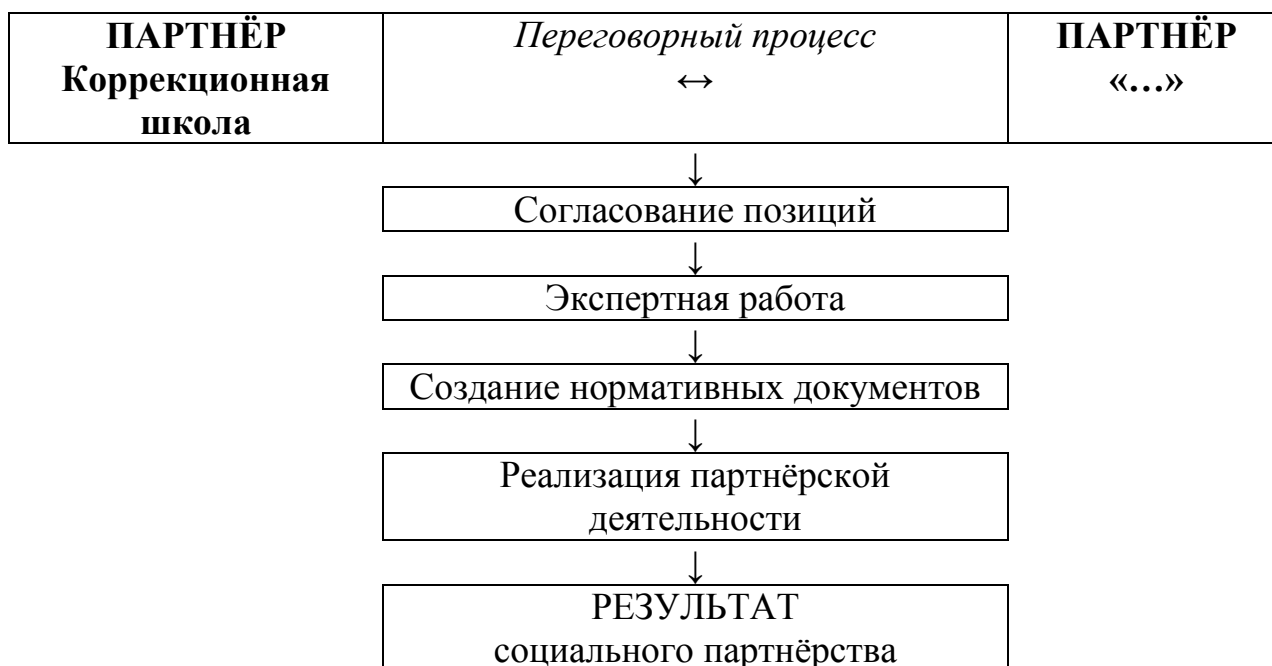 ПАРТНЁР
Коррекционная
школа
Переговорный процесс
↔
ПАРТНЁР
«…»
↓
Согласование позиций
↓
Экспертная работа
↓
Создание нормативных документов
↓
Реализация партнёрской
деятельности
↓
РЕЗУЛЬТАТ
социального партнёрства